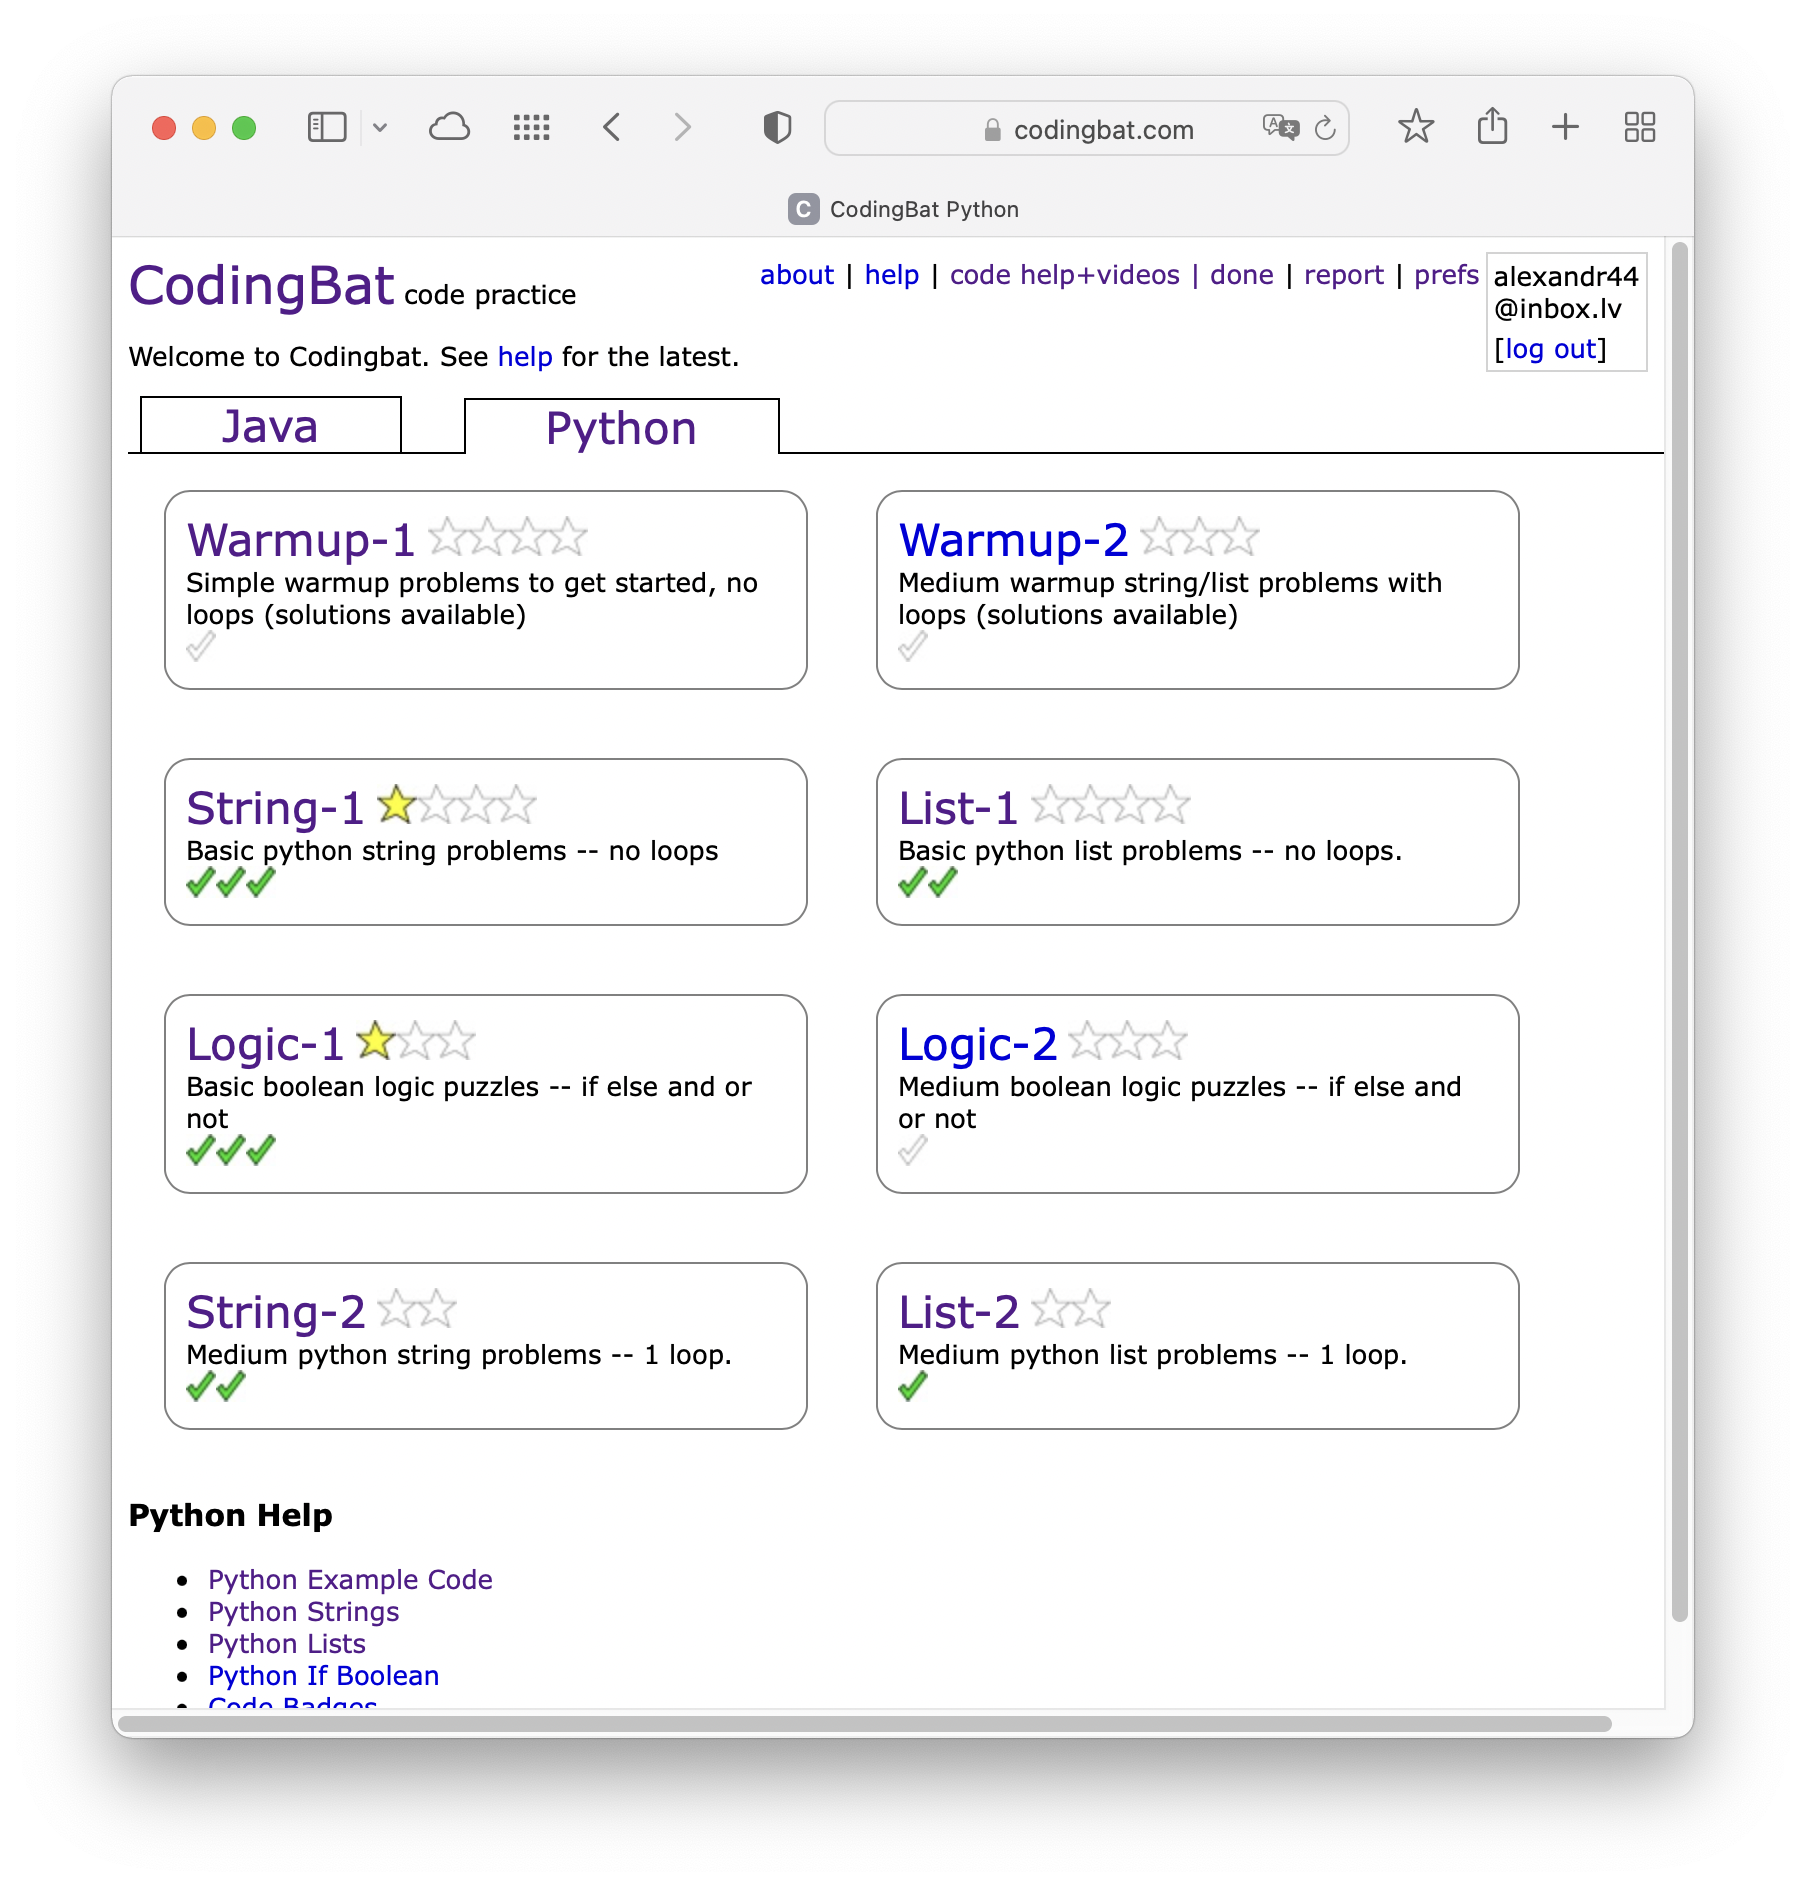 codingbat.com
C CodingBat Python
CodingBat code practice
about | help | code help+videos | done | report | prefs
alexandr44
@inbox.lv
[log out]
Welcome to Codingbat. See help for the latest.
Java
Python
Warmup-1
Simple warmup problems to get started, no
loops (solutions available)
Warmup-2
Medium warmup string/list problems with
loops (solutions available)
String-1
Basic python string problems -- no loops
List-1
Basic python list problems -- no loops.
Logic-1
Basic boolean logic puzzles -- if else and or
not
Logic-2
Medium boolean logic puzzles -- if else and
or not
String-2
Medium python string problems -- 1 loop.
List-2
Medium python list problems -- 1 loop.
Python Help
• Python Example Code
• Python Strings
• Python Lists
• Python If Boolean
• Code Badges